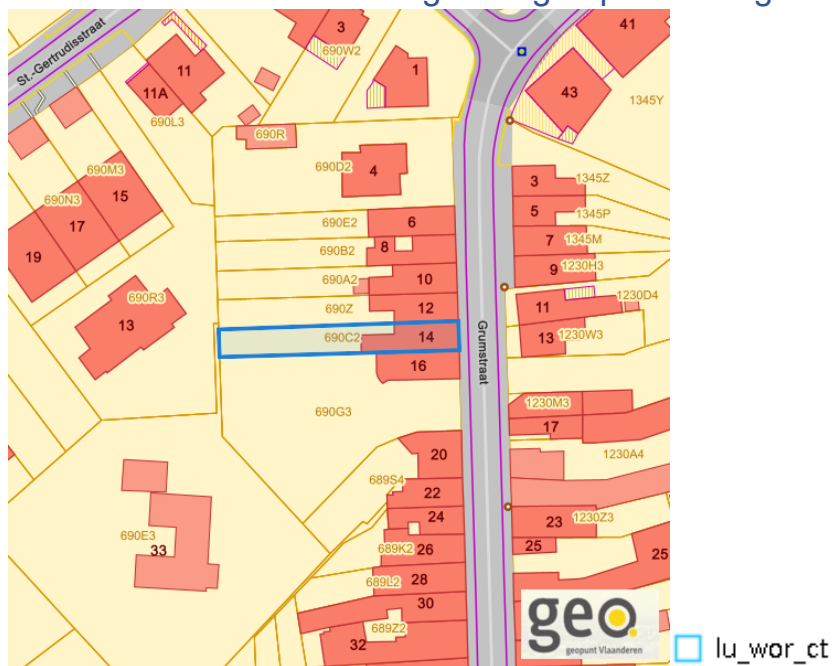 St.-Gertrudisstraat
11
11A
690L3
3
690W2
1
41
43
1345Y
690R
690D2
4
690M3
15
690N3
17
19
3
1345Z
5
1345P
7
1345M
9
1230H3
690E2
6
690B2
8
690A2
10
690Z
12
690C2
14
16
690R3
13
11
1230D4
13
1230W3
Grumstraat
690G3
1230M3
17
1230A4
20
689S4
22
24
689K2
26
689L2
28
30
689Z2
32
690E3
33
23
1230Z3
25
25
geo.
geopunt Vlaanderen
lu_wor_ct